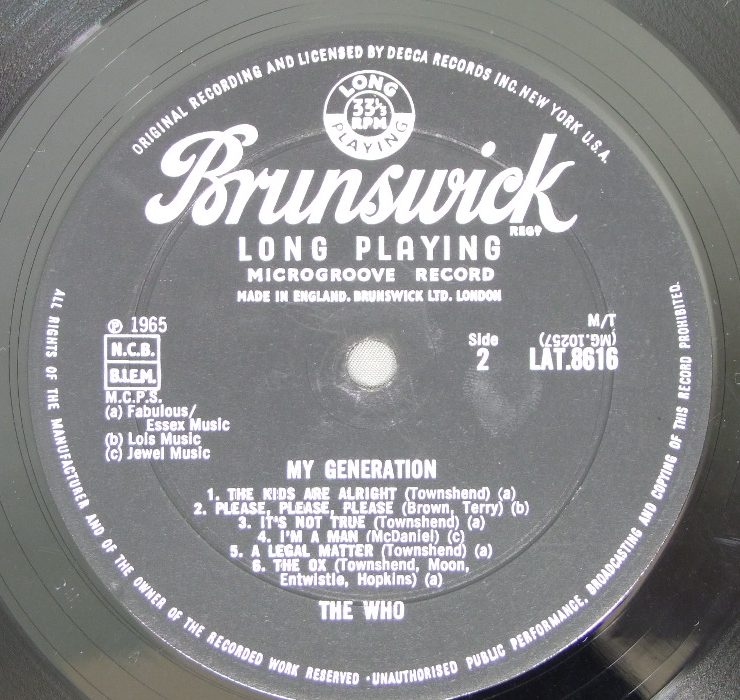 ORIGINAL RECORDING AND LICENSED BY DECCA RECORDS INC. NEW YORK U.S.A.
LONG
33⅓
RPM
PLAYING
Brunswick
REGD
LONG PLAYING
MICROGROOVE RECORD
MADE IN ENGLAND. BRUNSWICK LTD. LONDON
℗ 1965
N.C.B.
B.I.E.M.
M.C.P.S.
(a) Fabulous/
Essex Music
(b) Lois Music
(c) Jewel Music
Side
2
M/T
(MG.10257)
LAT.8616
MY GENERATION
1. THE KIDS ARE ALRIGHT (Townshend) (a)
2. PLEASE, PLEASE, PLEASE (Brown, Terry) (b)
3. IT'S NOT TRUE (Townshend) (a)
4. I'M A MAN (McDaniel) (c)
5. A LEGAL MATTER (Townshend) (a)
6. THE OX (Townshend, Moon,
Entwistle, Hopkins) (a)
THE WHO
ALL RIGHTS OF THE MANUFACTURER AND OF THE OWNER OF THE RECORDED WORK RESERVED · UNAUTHORISED PUBLIC PERFORMANCE, BROADCASTING AND COPYING OF THIS RECORD PROHIBITED.